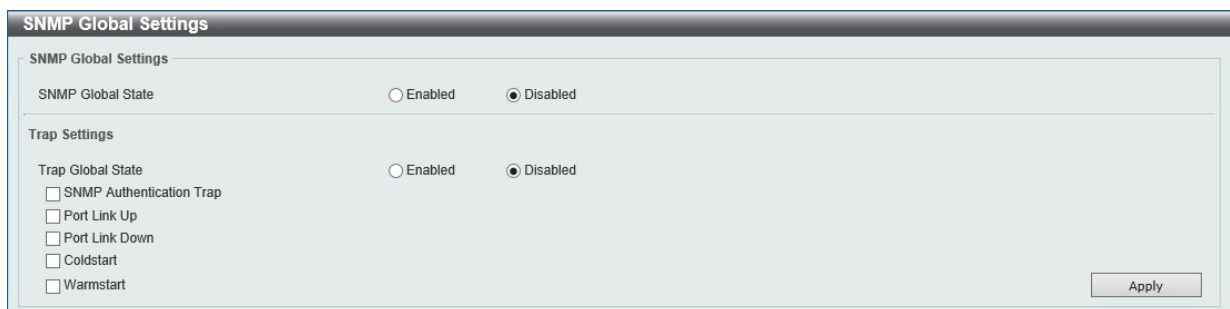 SNMP Global Settings
SNMP Global Settings
SNMP Global State Enabled Disabled
Trap Settings
Trap Global State Enabled Disabled
SNMP Authentication Trap
Port Link Up
Port Link Down
Coldstart
Warmstart Apply